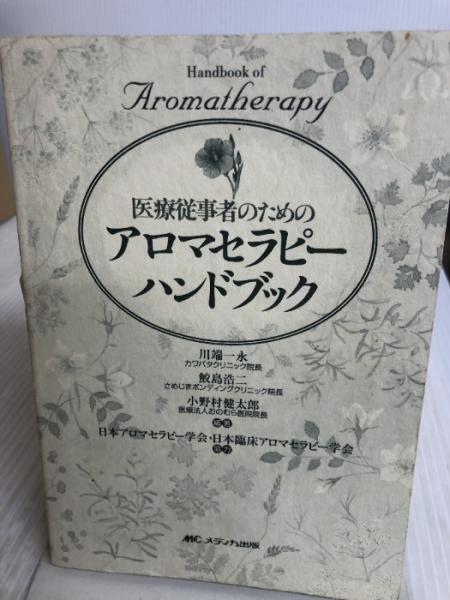 Handbook of
Aromatherapy
医療従事者のための
アロマセラピー
ハンドブック
川端一永
カワバタクリニック院長
鮫島浩二
さめじまボンディングクリニック院長
小野村健太郎
医療法人おのむら医院院長
編著
日本アロマセラピー学会・日本臨床アロマセラピー学会
協力
MC メディカ出版